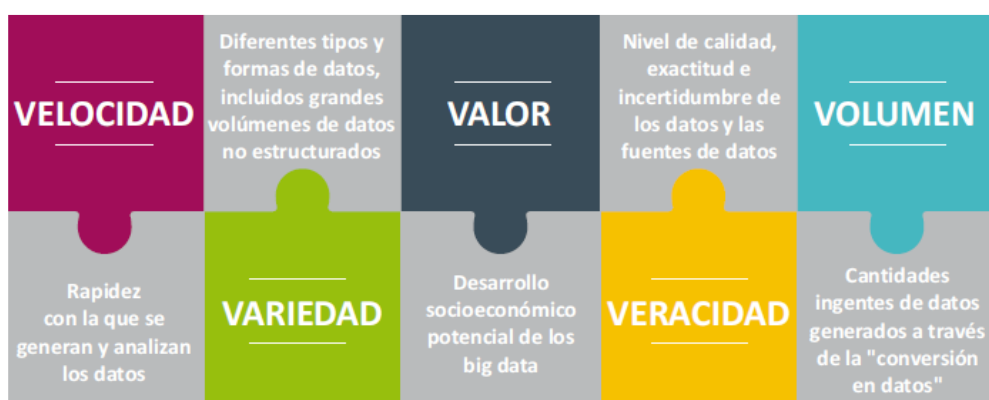 VELOCIDAD
Rapidez
con la que se
generan y analizan
los datos
Diferentes tipos y
formas de datos,
incluidos grandes
volúmenes de datos
no estructurados
VARIEDAD
VALOR
Desarrollo
socioeconómico
potencial de los
big data
Nivel de calidad,
exactitud e
incertidumbre de
los datos y las
fuentes de datos
VERACIDAD
VOLUMEN
Cantidades
ingentes de datos
generados a través
de la "conversión
en datos"